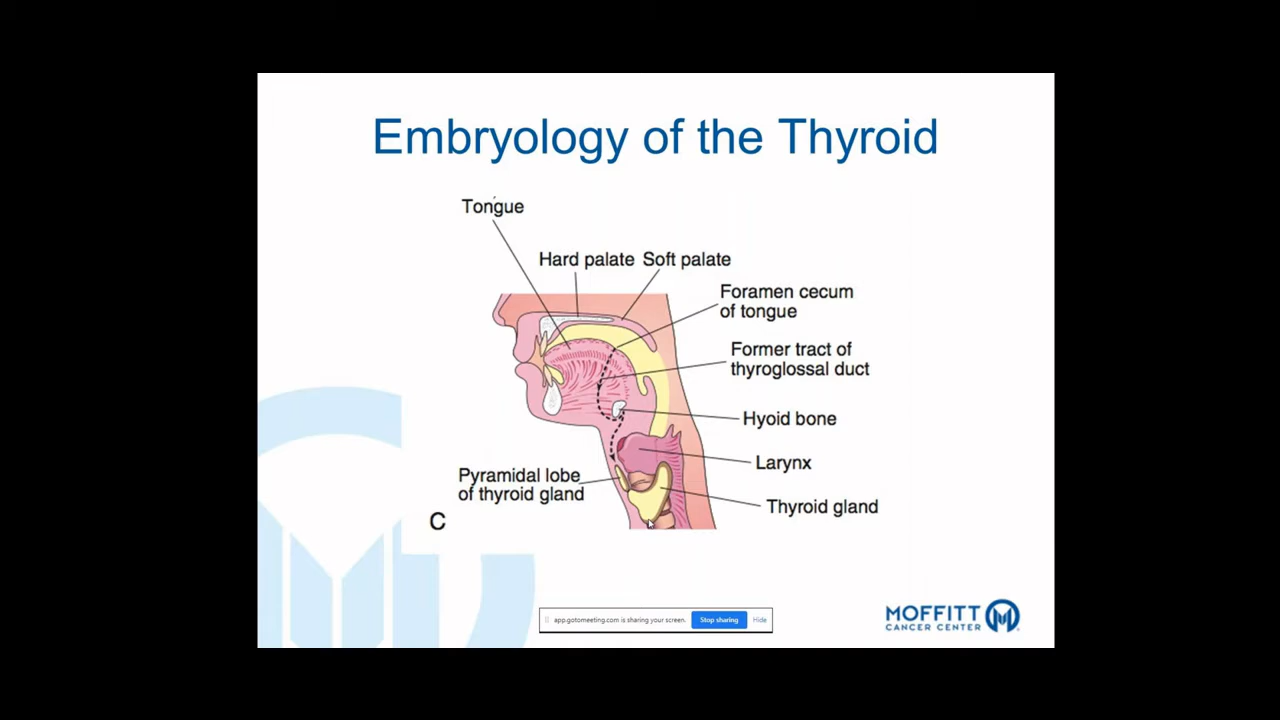 Embryology of the Thyroid
Tongue
Hard palate
Soft palate
Foramen cecum
of tongue
Former tract of
thyroglossal duct
Hyoid bone
Larynx
Pyramidal lobe
of thyroid gland
Thyroid gland
C
app.gotomeeting.com is sharing your screen.
Stop sharing
Hide
MOFFITT
CANCER CENTER